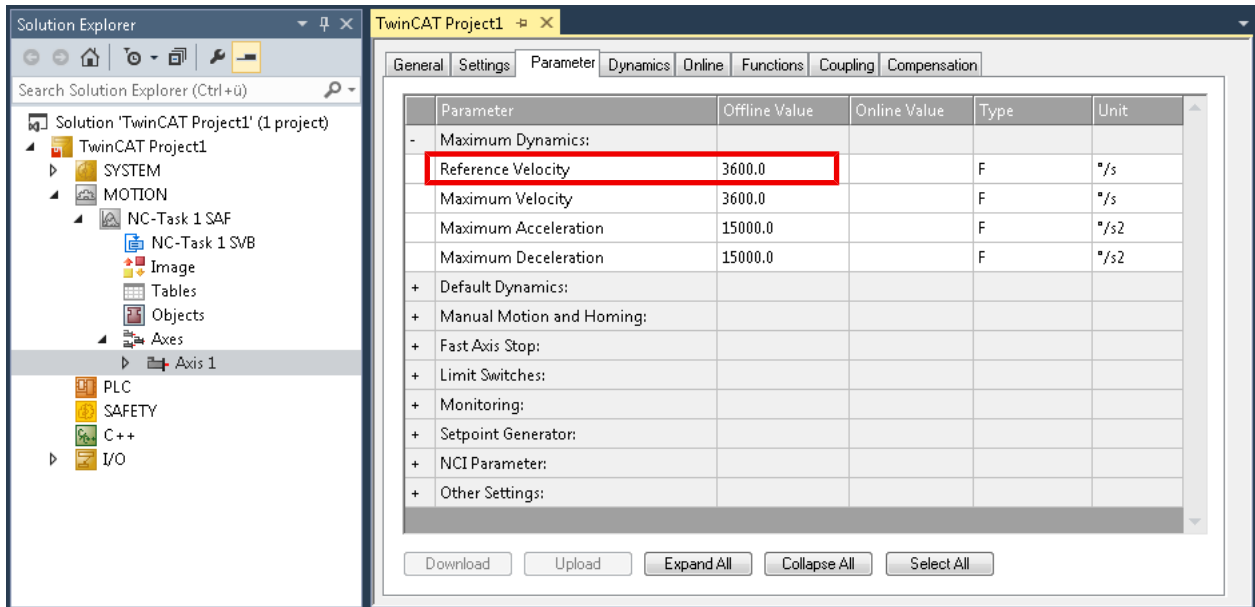 Solution Explorer
Search Solution Explorer (Ctrl+ü)
Solution 'TwinCAT Project1' (1 project)
TwinCAT Project1
SYSTEM
MOTION
NC-Task 1 SAF
NC-Task 1 SVB
Image
Tables
Objects
Axes
Axis 1
PLC
SAFETY
C++
I/O
TwinCAT Project1
General Settings Parameter Dynamics Online Functions Coupling Compensation
Parameter Offline Value Online Value Type Unit
- Maximum Dynamics:
Reference Velocity 3600.0 F °/s
Maximum Velocity 3600.0 F °/s
Maximum Acceleration 15000.0 F °/s2
Maximum Deceleration 15000.0 F °/s2
+ Default Dynamics:
+ Manual Motion and Homing:
+ Fast Axis Stop:
+ Limit Switches:
+ Monitoring:
+ Setpoint Generator:
+ NCI Parameter:
+ Other Settings:
Download Upload Expand All Collapse All Select All